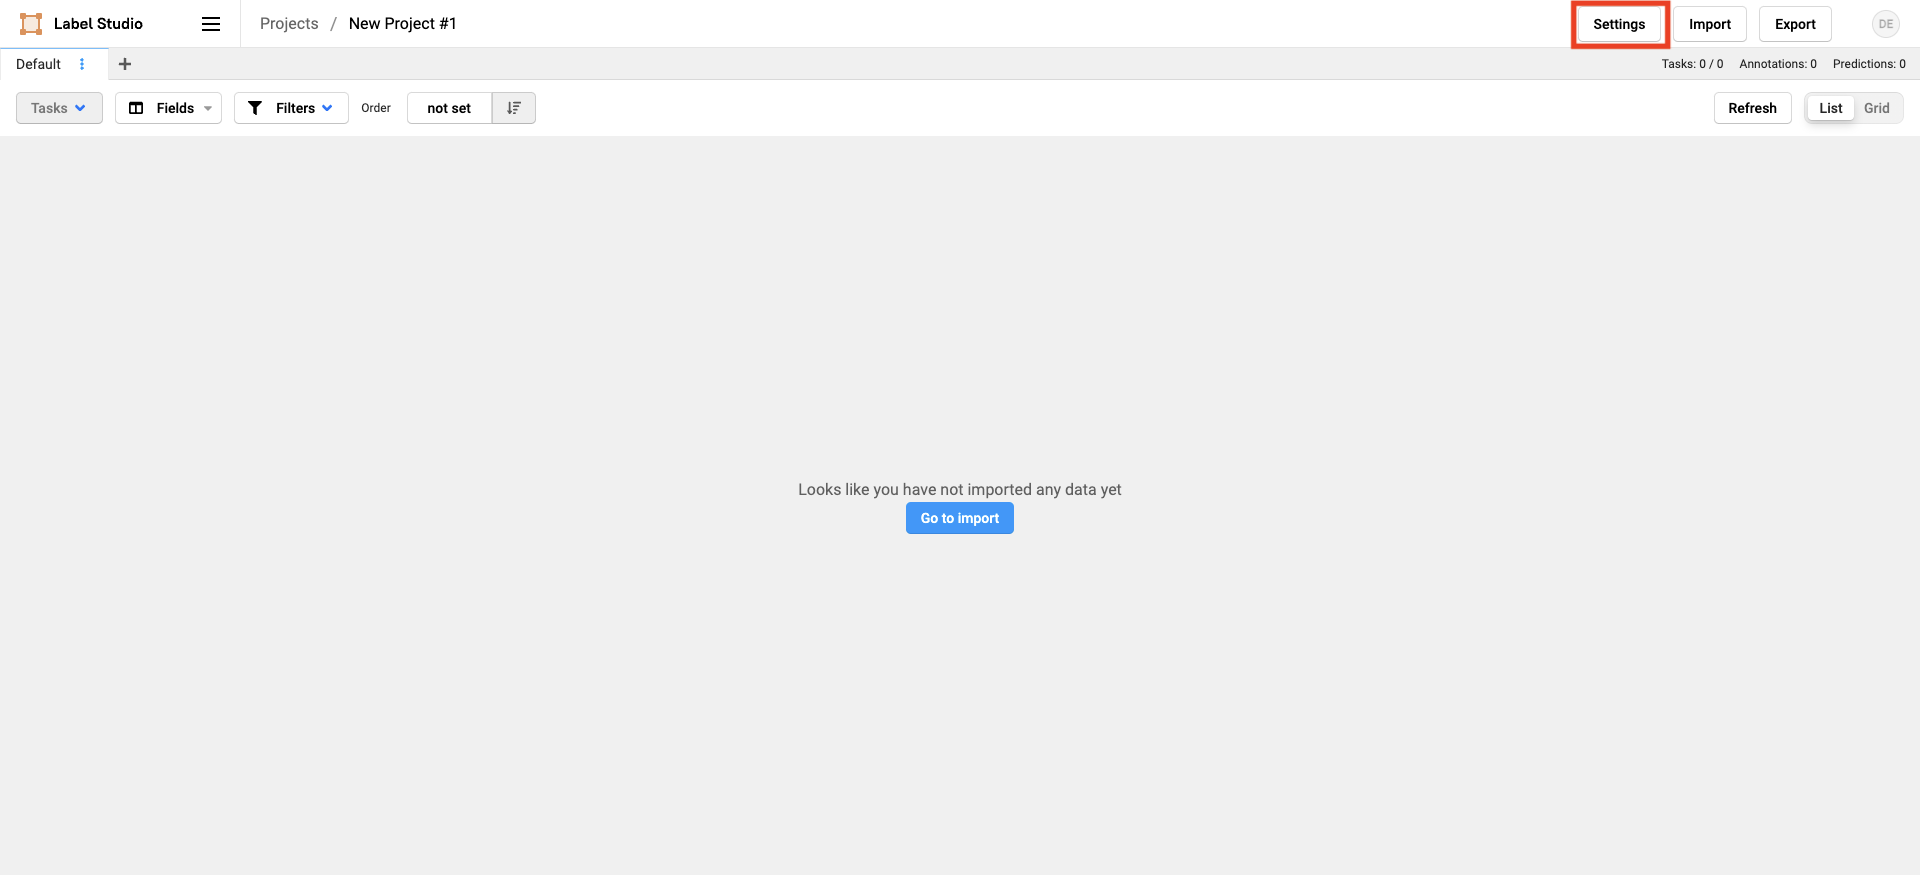 Label Studio
Projects / New Project #1
Settings
Import
Export
DE
Default
Tasks: 0 / 0
Annotations: 0
Predictions: 0
Tasks
Fields
Filters
Order
not set
Refresh
List
Grid
Looks like you have not imported any data yet
Go to import